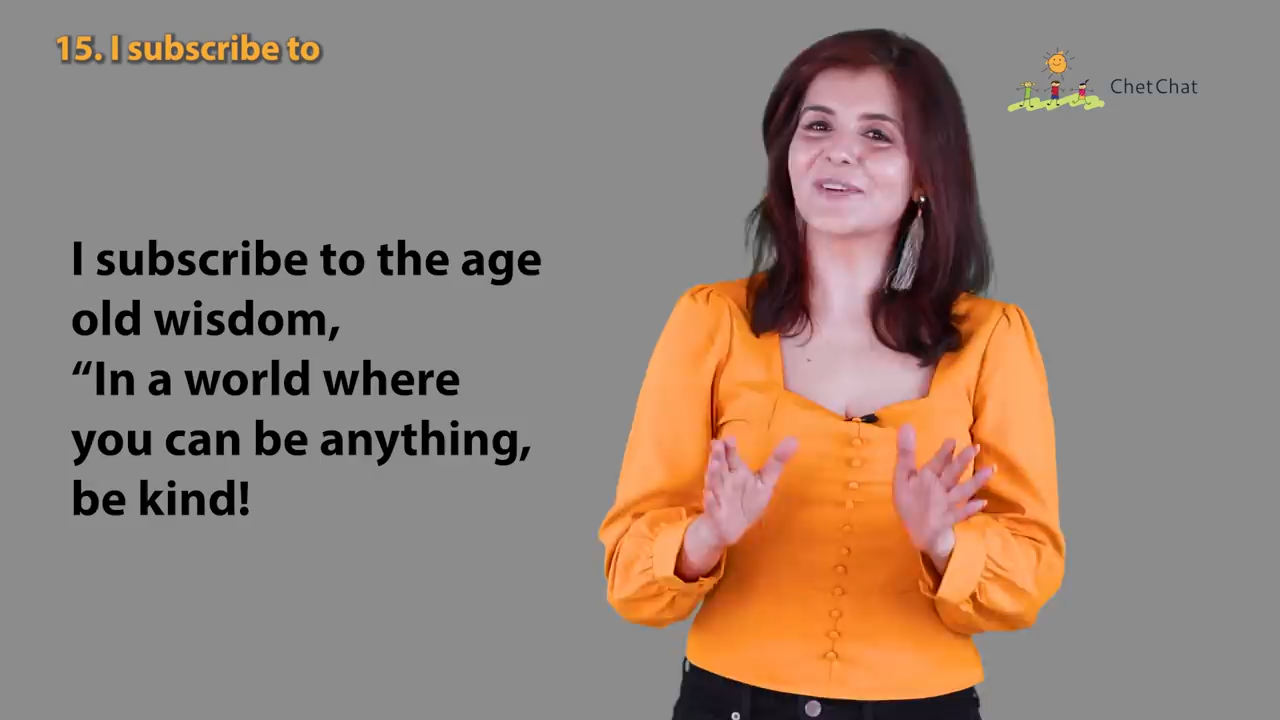 15. I subscribe to
ChetChat
I subscribe to the age
old wisdom,
“In a world where
you can be anything,
be kind!